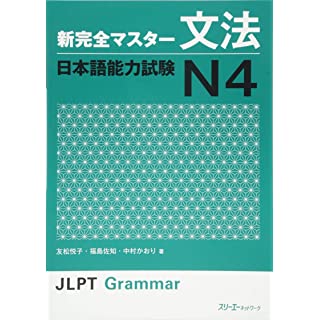 新完全マスター 文法
日本語能力試験 N4
友松悦子・福島佐知・中村かおり 著
JLPT Grammar
スリーエーネットワーク